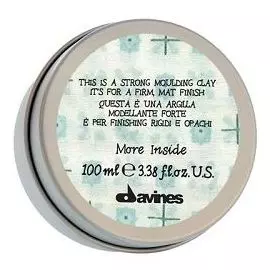 THIS IS A STRONG MOULDING CLAY
IT'S FOR A FIRM MAT FINISH
QUESTA È UNA ARGILLA
MODELLANTE FORTE
È PER FINISHING RIGIDI E OPACHI
More Inside
100 ml ℮ 3.38 fl.oz.U.S.
davines